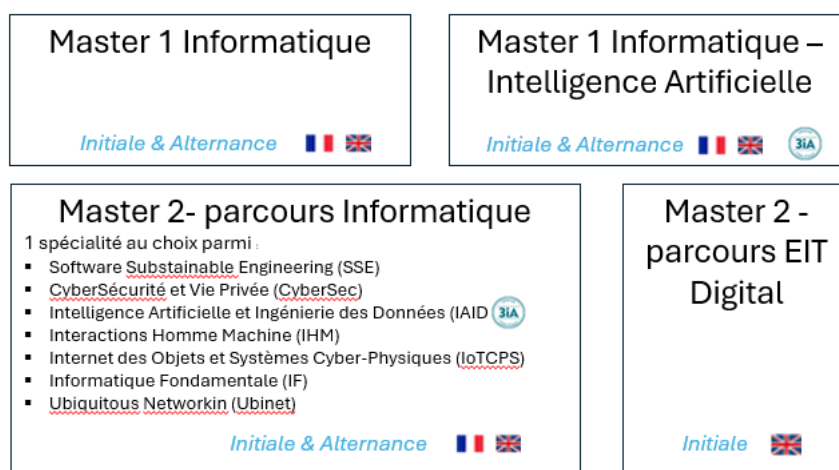 Master 1 Informatique
Initiale & Alternance
Master 1 Informatique –
Intelligence Artificielle
Initiale & Alternance
3iA
Master 2- parcours Informatique
1 spécialité au choix parmi :
▪ Software Substainable Engineering (SSE)
▪ CyberSécurité et Vie Privée (CyberSec)
▪ Intelligence Artificielle et Ingénierie des Données (IAID 3iA
▪ Interactions Homme Machine (IHM)
▪ Internet des Objets et Systèmes Cyber-Physiques (IoTCPS)
▪ Informatique Fondamentale (IF)
▪ Ubiquitous Networkin (Ubinet)
Initiale & Alternance
Master 2 -
parcours EIT
Digital
Initiale